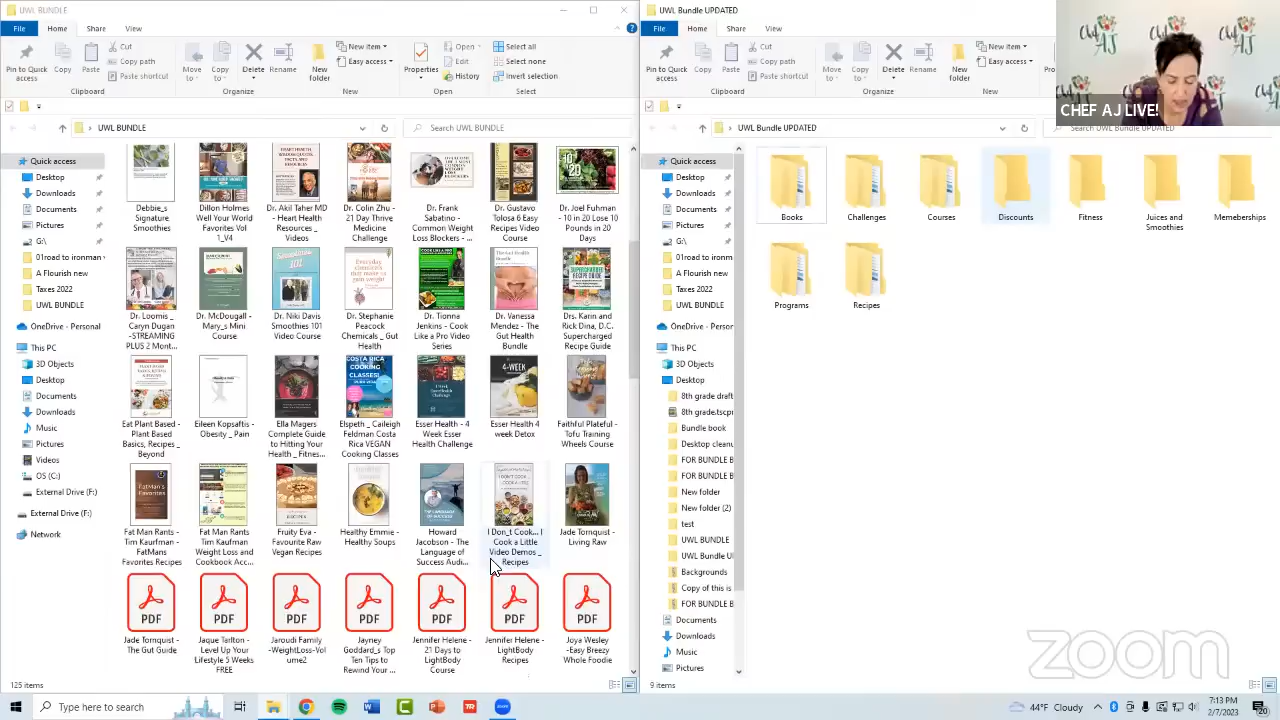 UWL BUNDLE
File
Home
Share
View
Pin to Quick access
Copy
Paste
Cut
Copy path
Paste shortcut
Clipboard
Move to
Copy to
Delete
Rename
Organize
New folder
New item
Easy access
New
Properties
Open
Edit
History
Open
Select all
Select none
Invert selection
Select
UWL BUNDLE
Search UWL BUNDLE
Quick access
Desktop
Downloads
Documents
Pictures
G:\
01road to ironman
A Flourish new
Taxes 2022
UWL BUNDLE
OneDrive - Personal
This PC
3D Objects
Desktop
Documents
Downloads
Music
Pictures
Videos
OS (C:)
External Drive (F:)
External Drive (F:)
Network
Debbie_s Signature Smoothies
Dillon Holmes Well Your World Favorites Vol 1_V4
Dr. Akil Taher MD - Heart Health Resources _ Videos
Dr. Colin Zhu - 21 Day Thrive Medicine Challenge
Dr. Frank Sabatino - Common Weight Loss Blockers - ...
Dr. Gustavo Tolosa 6 Easy Recipes Video Course
Dr. Joel Fuhrman - 10 in 20 Lose 10 Pounds in 20 Days
Dr. Loomis _ Caryn Dugan -STREAMING PLUS 2 Mont...
Dr. McDougall - Mary_s Mini Course
Dr. Niki Davis Smoothies 101 Video Course
Dr. Stephanie Peacock Chemicals _ Gut Health
Dr. Tionna Jenkins - Cook Like a Pro Video Series
Dr. Vanessa Mendez - The Gut Health Bundle
Drs. Karin and Rick Dina, D.C. Supercharged Recipe Guide
Eat Plant Based - Plant Based Basics, Recipes _ Beyond
Eileen Kopsaftis - Obesity _ Pain
Ella Magers Complete Guide to Hitting Your Health _ Fitnes...
Elspeth _ Caileigh Feldman Costa Rica VEGAN Cooking Classes
Esser Health - 4 Week Esser Health Challenge
Esser Health 4 week Detox
Faithful Plateful - Tofu Training Wheels Course
Fat Man Rants - Tim Kaufman - FatMans Favorites Recipes
Fat Man Rants Tim Kaufman Weight Loss and Cookbook Acc...
Fruity Eva - Favorite Raw Vegan Recipes
Healthy Emmie - Healthy Soups
Howard Jacobson - The Language of Success Audi...
I Don_t Cook... I Cook a Little Video Demos _ Recipes
Jade Tornquist - Living Raw
PDF
PDF
PDF
PDF
PDF
PDF
PDF
Jade Tornquist - The Gut Guide
Jaque Tarlton - Level Up Your Lifestyle 5 Weeks FREE
Jaroudi Family -WeightLoss-Volume2
Jayney Goddard_s Top Ten Tips to Rewind Your ...
Jennifer Helene - 21 Days to LightBody Course
Jennifer Helene - LightBody Recipes
Joya Wesley -Easy Breezy Whole Foodie
125 items
UWL Bundle UPDATED
File
Home
Share
View
Pin to Quick access
Copy
Paste
Cut
Copy path
Paste shortcut
Clipboard
Move to
Copy to
Delete
Rename
Organize
New folder
New item
Easy access
New
UWL Bundle UPDATED
Search UWL Bundle UPDATED
Quick access
Desktop
Downloads
Documents
Pictures
G:\
01road to ironm
A Flourish new
Taxes 2022
UWL BUNDLE
OneDrive - Person
This PC
3D Objects
Desktop
8th grade draft
8th grade.tscp
Bundle book
Desktop cleanu
FOR BUNDLE B
FOR BUNDLE B
New folder
New folder (2)
test
UWL BUNDLE
UWL Bundle U
Backgrounds
Copy of this is
FOR BUNDLE B
Documents
Downloads
Music
Pictures
Books
Challenges
Courses
Discounts
Fitness
Juices and Smoothies
Memeberships
Programs
Recipes
9 items
Chef AJ
CHEF AJ LIVE!
zoom
Type here to search
44°F Cloudy
7:13 PM
2/7/2023